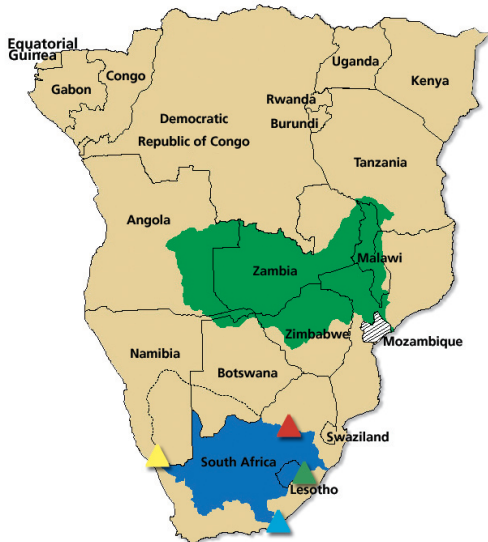 Equatorial
Guinea
Gabon
Congo
Uganda
Kenya
Rwanda
Burundi
Democratic
Republic of Congo
Tanzania
Angola
Zambia
Malawi
Zimbabwe
Mozambique
Namibia
Botswana
Swaziland
South Africa
Lesotho